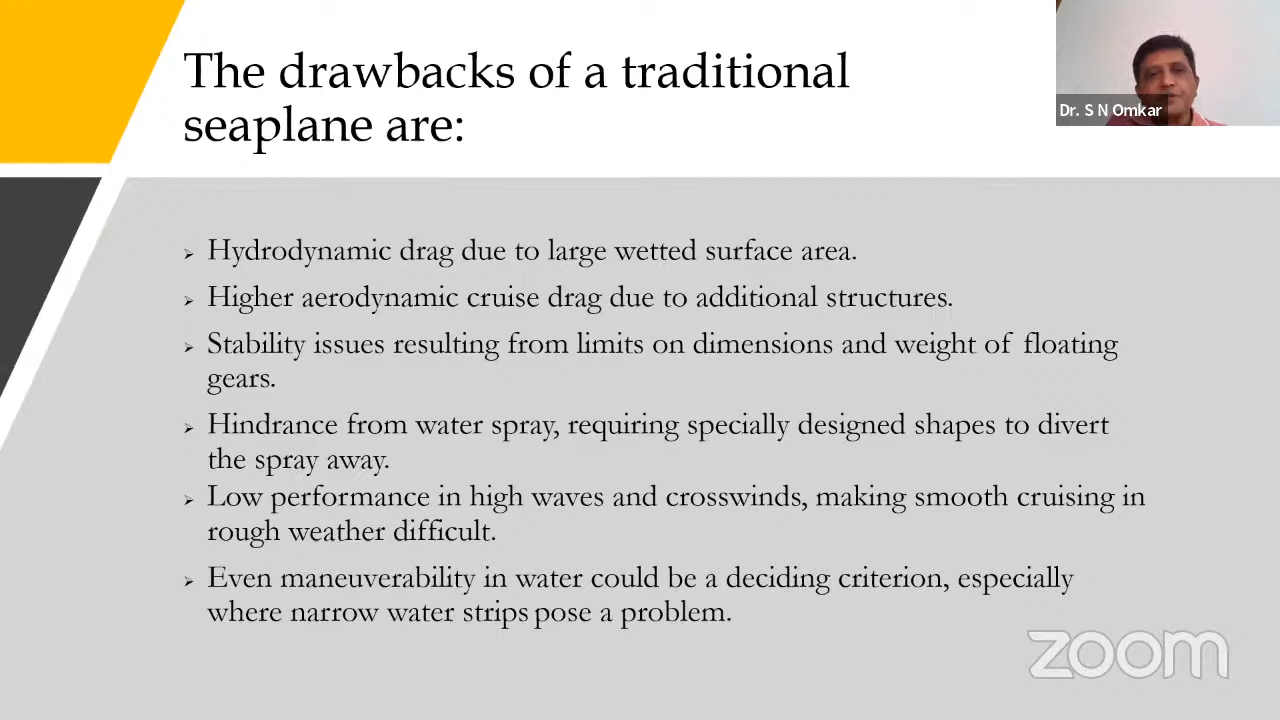 The drawbacks of a traditional
seaplane are:
Dr. S N Omkar
Hydrodynamic drag due to large wetted surface area.
Higher aerodynamic cruise drag due to additional structures.
Stability issues resulting from limits on dimensions and weight of floating
gears.
Hindrance from water spray, requiring specially designed shapes to divert
the spray away.
Low performance in high waves and crosswinds, making smooth cruising in
rough weather difficult.
Even maneuverability in water could be a deciding criterion, especially
where narrow water strips pose a problem.
zoom